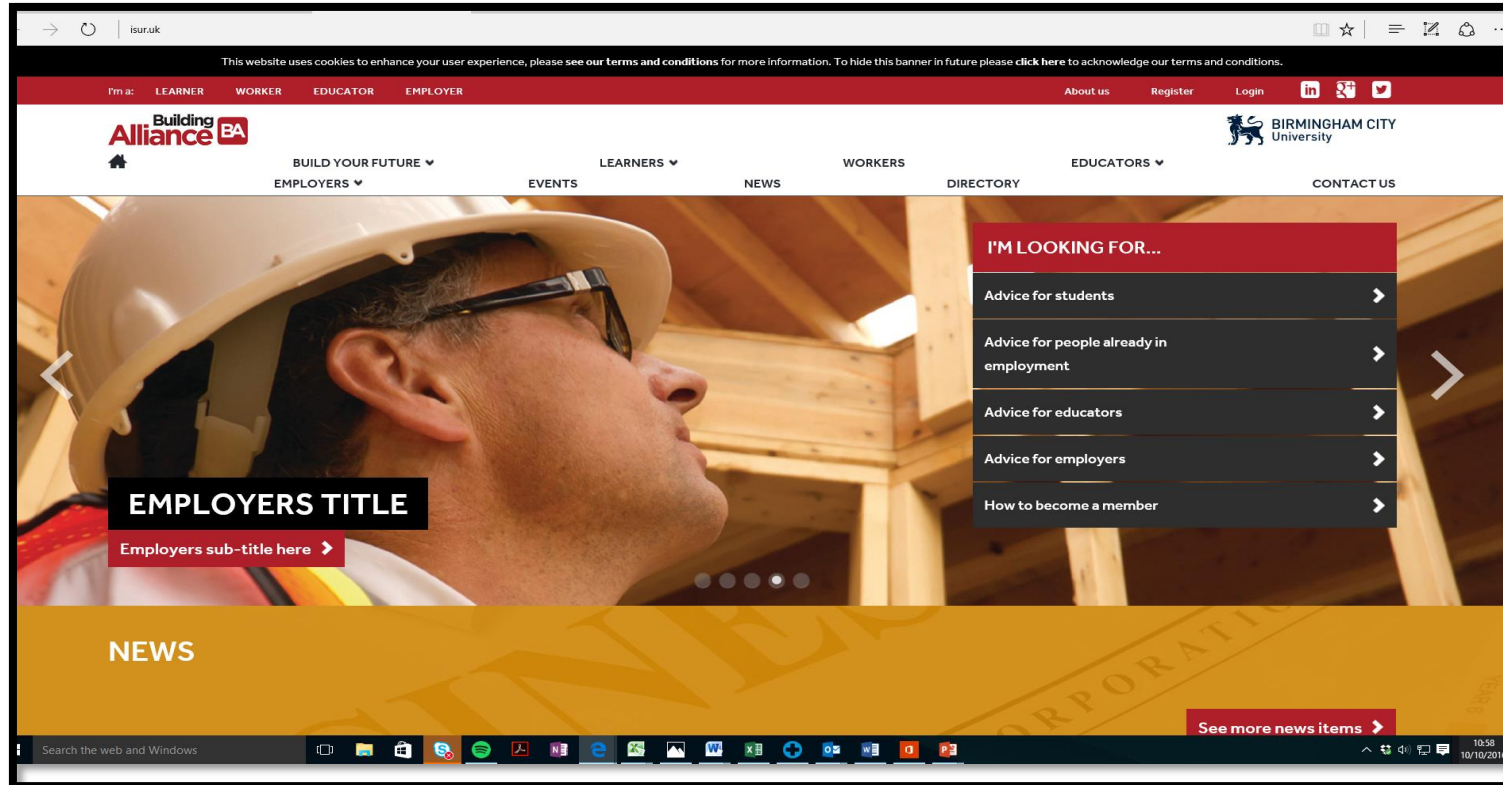 isur.uk
This website uses cookies to enhance your user experience, please see our terms and conditions for more information. To hide this banner in future please click here to acknowledge our terms and conditions.
I'm a: LEARNER WORKER EDUCATOR EMPLOYER About us Register Login in g+
Building
Alliance BA
BIRMINGHAM CITY
University
BUILD YOUR FUTURE LEARNERS WORKERS EDUCATORS
EMPLOYERS EVENTS NEWS DIRECTORY CONTACT US
I'M LOOKING FOR...
Advice for students
Advice for people already in
employment
Advice for educators
Advice for employers
How to become a member
EMPLOYERS TITLE
Employers sub-title here
NEWS
See more news items
Search the web and Windows
10:58